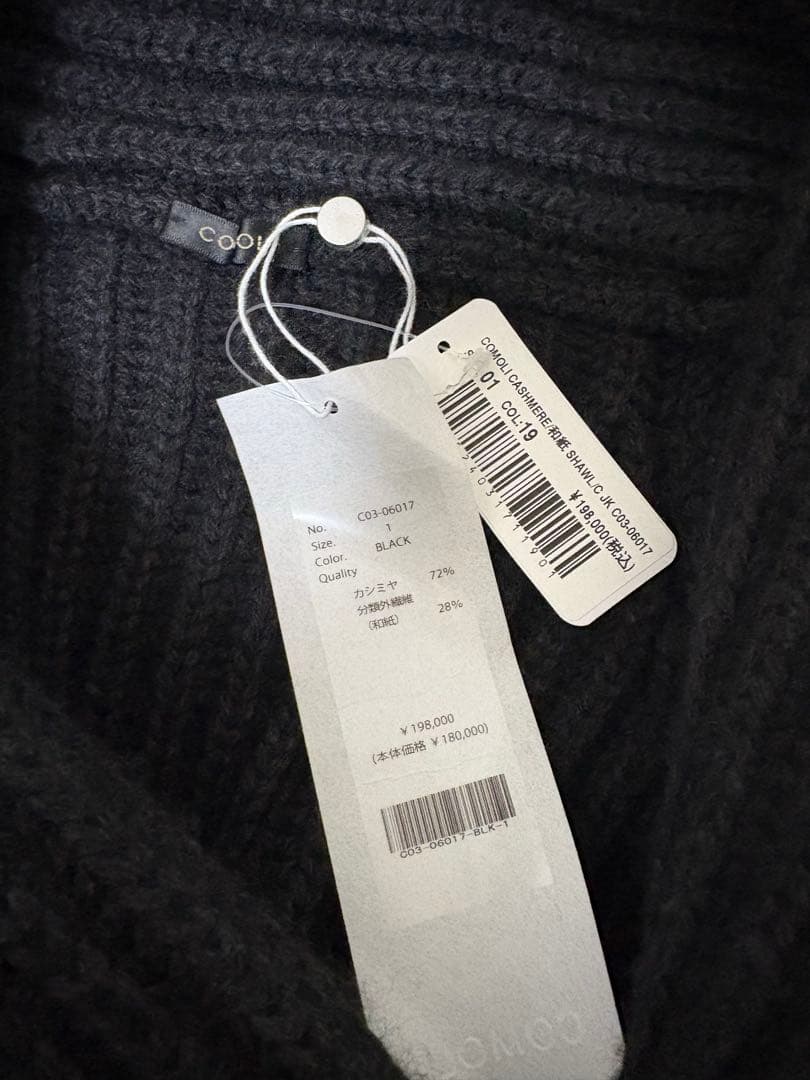 COMOLI CASHMERE/和紙 SHAWL/C JK C03-06017
01 COL:19
¥198,000(税込)
No. C03-06017
Size. 1
Color. BLACK
Quality
カシミヤ 72%
分類外繊維 28%
(和紙)
¥198,000
(本体価格 ¥180,000)
C03-06017-BLK-1